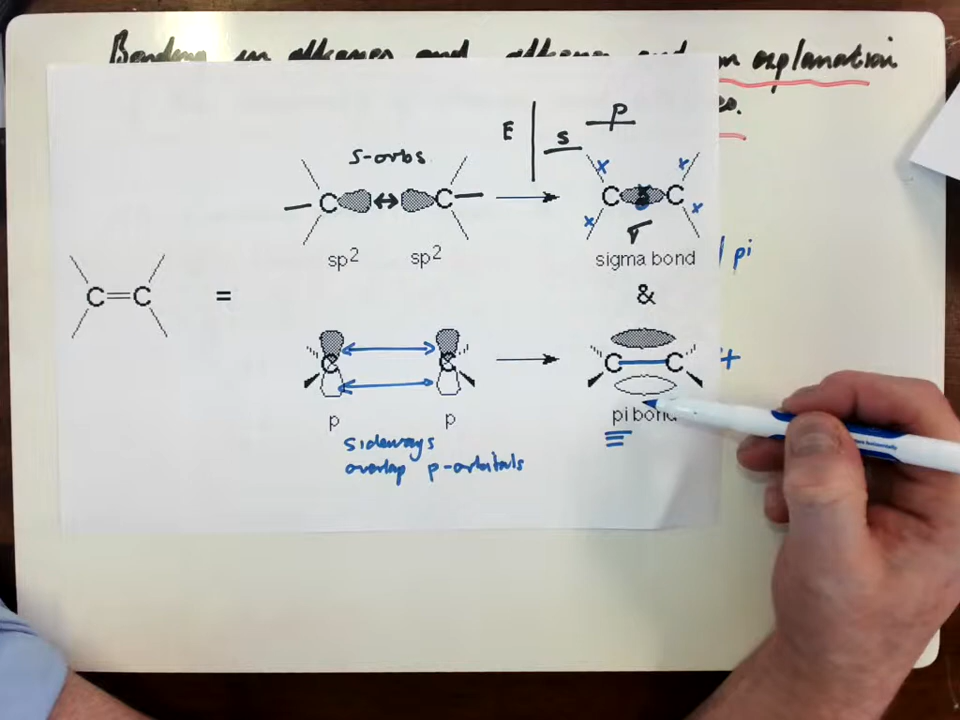 Bonding in alkanes and alkenes and an explanation
E
P
S
S-orbs
C C C C
sp2 sp2
σ
sigma bond
/ pi
C=C = &
C C C C
+
p p pi bond
sideways
overlap p-orbitals